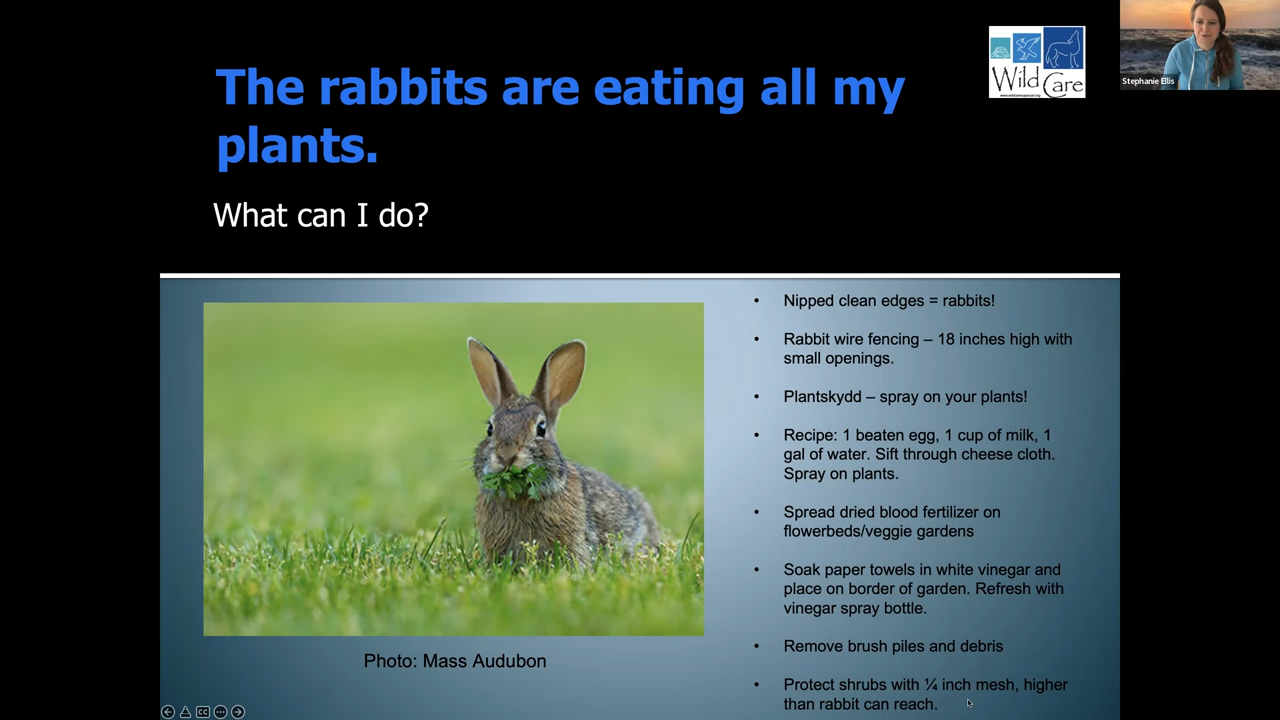 The rabbits are eating all my
plants.
What can I do?
Wild Care
Stephanie Ellis
• Nipped clean edges = rabbits!
• Rabbit wire fencing – 18 inches high with
small openings.
• Plantskydd – spray on your plants!
• Recipe: 1 beaten egg, 1 cup of milk, 1
gal of water. Sift through cheese cloth.
Spray on plants.
• Spread dried blood fertilizer on
flowerbeds/veggie gardens
• Soak paper towels in white vinegar and
place on border of garden. Refresh with
vinegar spray bottle.
• Remove brush piles and debris
• Protect shrubs with ¼ inch mesh, higher
than rabbit can reach.
Photo: Mass Audubon
CC